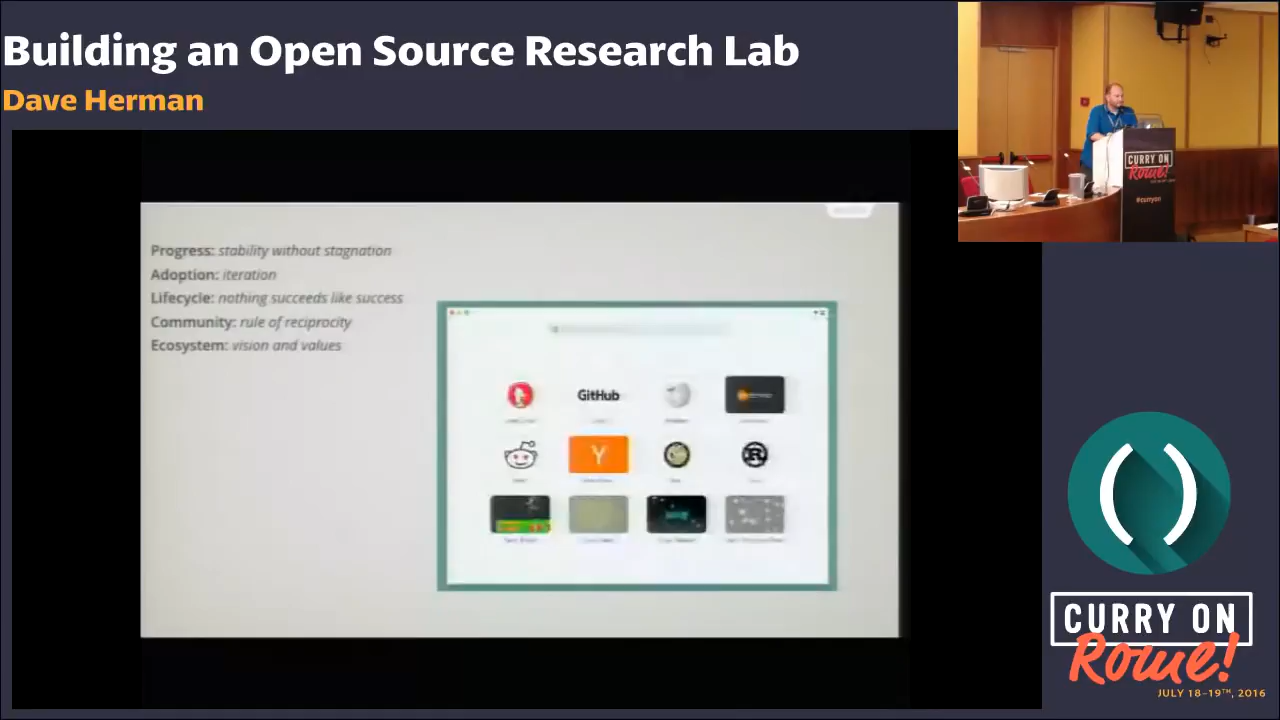 Building an Open Source Research Lab
Dave Herman
Progress: stability without stagnation
Adoption: iteration
Lifecycle: nothing succeeds like success
Community: rule of reciprocity
Ecosystem: vision and values
GitHub
Y
R
CURRY ON
Rome!
#curryon
( )
CURRY ON
Rome!
JULY 18-19TH, 2016